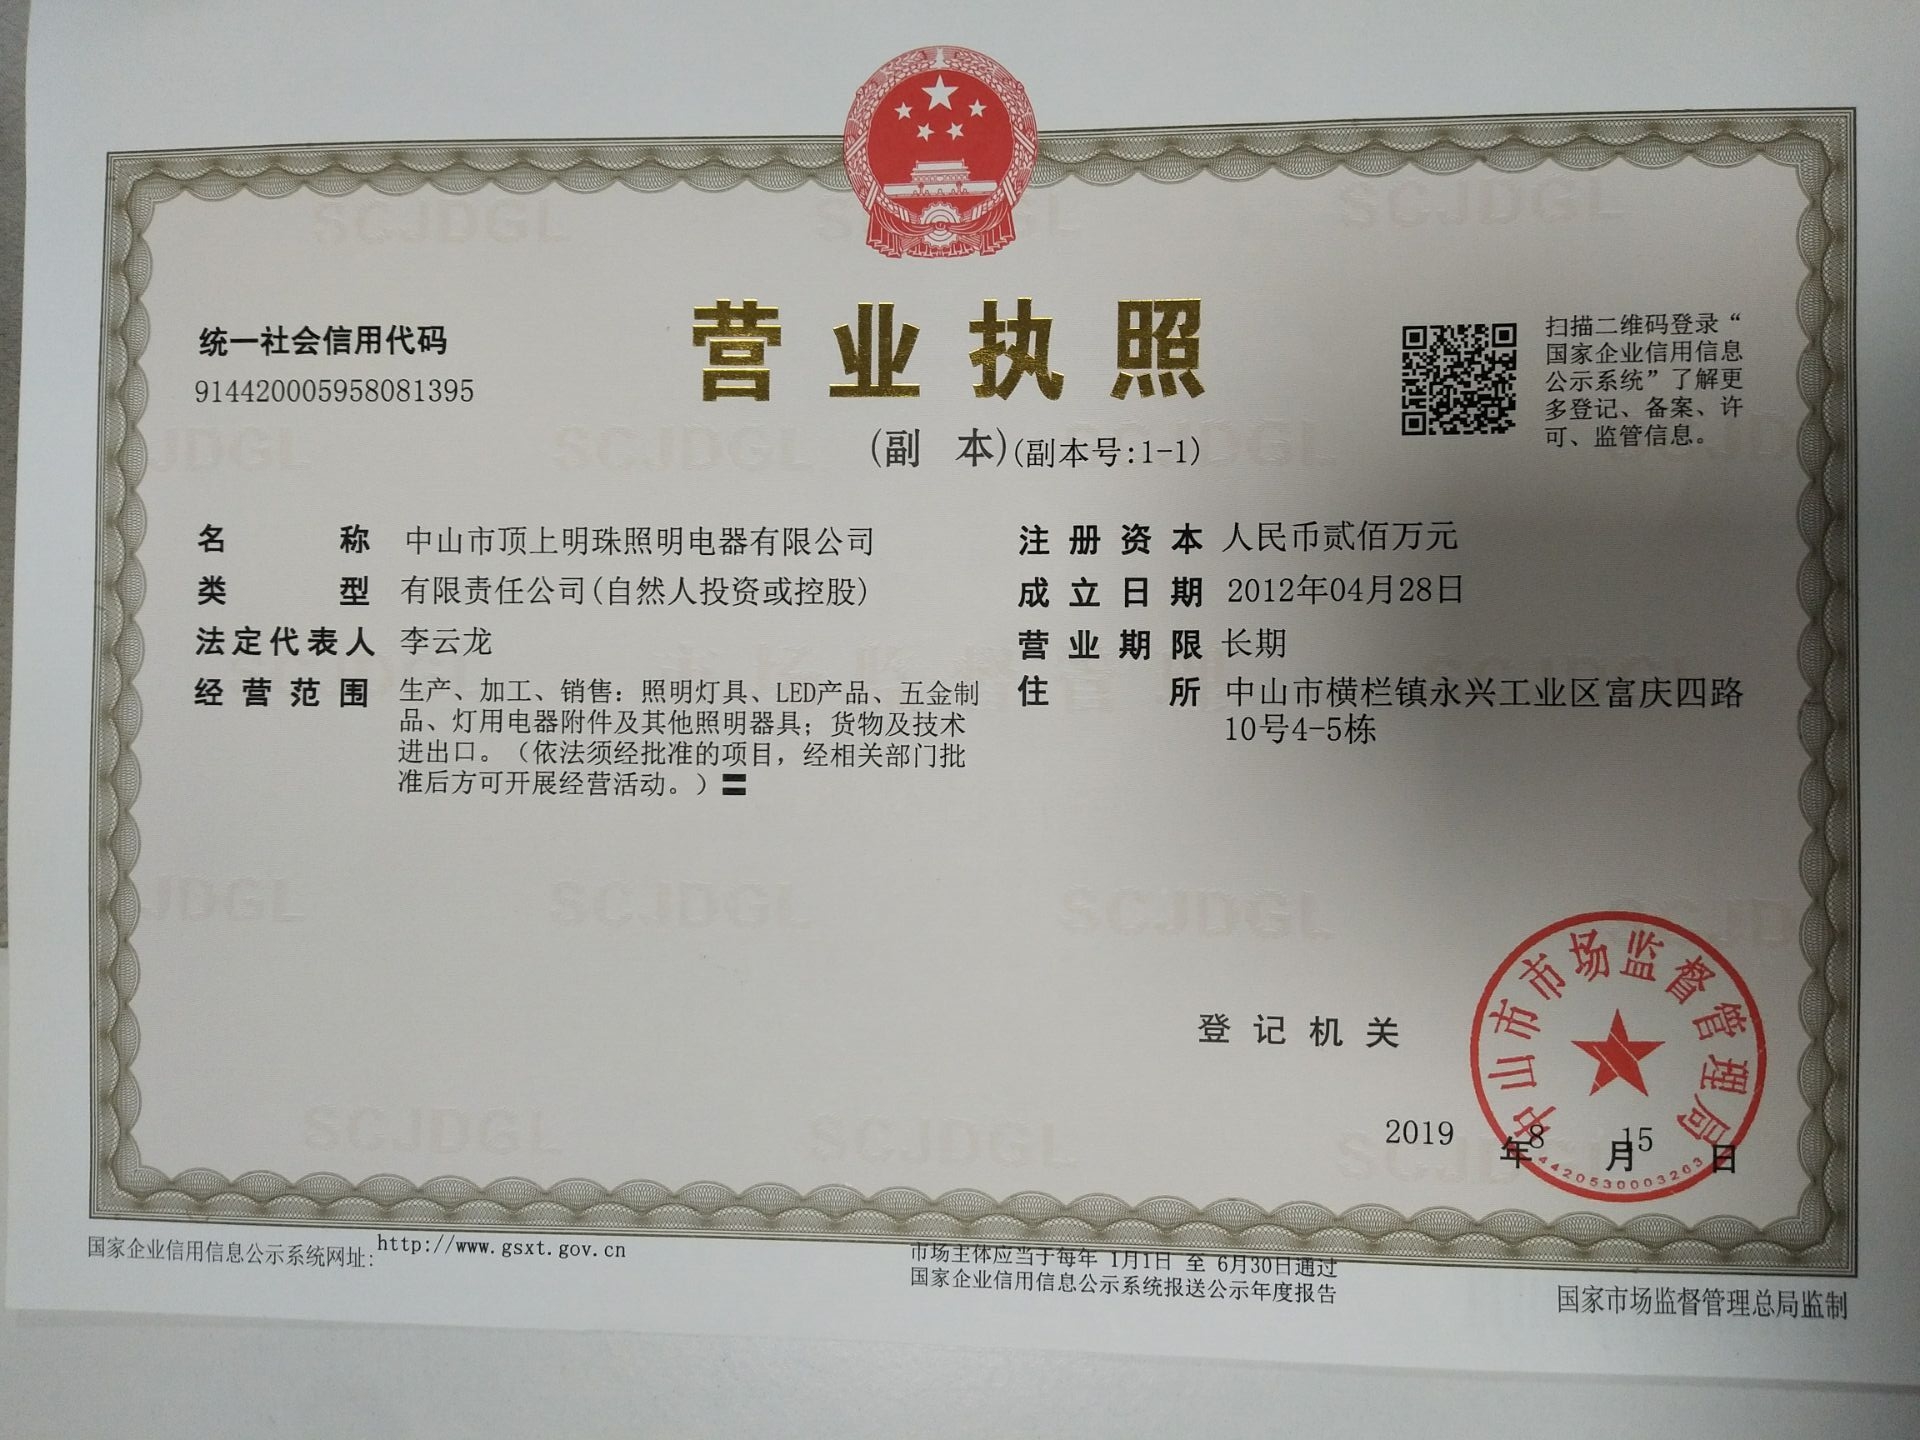 统一社会信用代码
914420005958081395
营业执照
(副 本)(副本号:1-1)
扫描二维码登录“
国家企业信用信息
公示系统”了解更
多登记、备案、许
可、监管信息。
名称 中山市顶上明珠照明电器有限公司
类型 有限责任公司(自然人投资或控股)
法定代表人 李云龙
经营范围 生产、加工、销售：照明灯具、LED产品、五金制
品、灯用电器附件及其他照明器具；货物及技术
进出口。（依法须经批准的项目，经相关部门批
准后方可开展经营活动。）〓
注册资本 人民币贰佰万元
成立日期 2012年04月28日
营业期限 长期
住所 中山市横栏镇永兴工业区富庆四路
10号4-5栋
登记机关
中山市市场监督管理局
4420530003263
2019年8月15日
国家企业信用信息公示系统网址:http://www.gsxt.gov.cn
市场主体应当于每年 1月1日 至 6月30日通过
国家企业信用信息公示系统报送公示年度报告
国家市场监督管理总局监制
SCJDGL